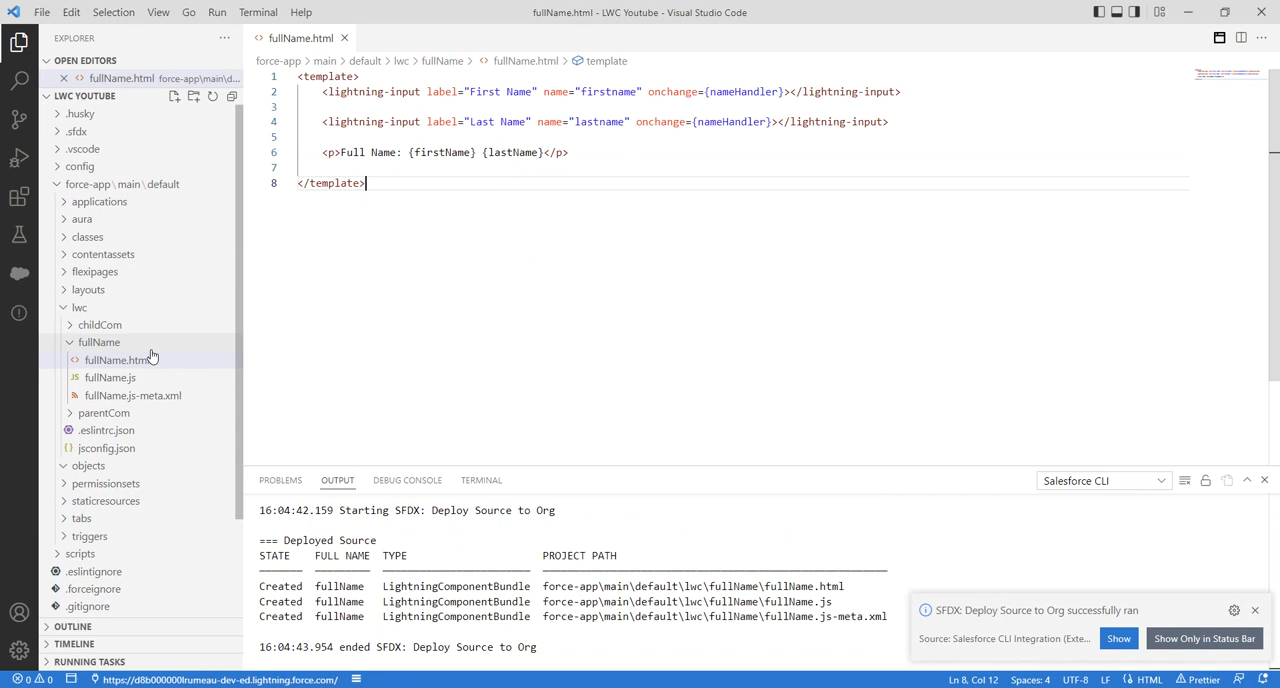 File Edit Selection View Go Run Terminal Help
fullName.html - LWC Youtube - Visual Studio Code
EXPLORER
OPEN EDITORS
fullName.html force-app\main\d...
LWC YOUTUBE
.husky
.sfdx
.vscode
config
force-app\main\default
applications
aura
classes
contentassets
flexipages
layouts
lwc
childCom
fullName
fullName.html
fullName.js
fullName.js-meta.xml
parentCom
.eslintrc.json
jsconfig.json
objects
permissionsets
staticresources
tabs
triggers
scripts
.eslintignore
.forceignore
.gitignore
OUTLINE
TIMELINE
RUNNING TASKS
fullName.html
force-app > main > default > lwc > fullName > fullName.html > template
1 <template>
2 <lightning-input label="First Name" name="firstname" onchange={nameHandler}></lightning-input>
3
4 <lightning-input label="Last Name" name="lastname" onchange={nameHandler}></lightning-input>
5
6 <p>Full Name: {firstName} {lastName}</p>
7
8 </template>
PROBLEMS OUTPUT DEBUG CONSOLE TERMINAL
Salesforce CLI
16:04:42.159 Starting SFDX: Deploy Source to Org
=== Deployed Source
STATE FULL NAME TYPE PROJECT PATH
Created fullName LightningComponentBundle force-app\main\default\lwc\fullName\fullName.html
Created fullName LightningComponentBundle force-app\main\default\lwc\fullName\fullName.js
Created fullName LightningComponentBundle force-app\main\default\lwc\fullName\fullName.js-meta.xml
16:04:43.954 ended SFDX: Deploy Source to Org
SFDX: Deploy Source to Org successfully ran
Source: Salesforce CLI Integration (Exte...
Show
Show Only in Status Bar
0 0 https://d8b000000lrumeau-dev-ed.lightning.force.com/
Ln 8, Col 12 Spaces: 4 UTF-8 LF HTML Prettier